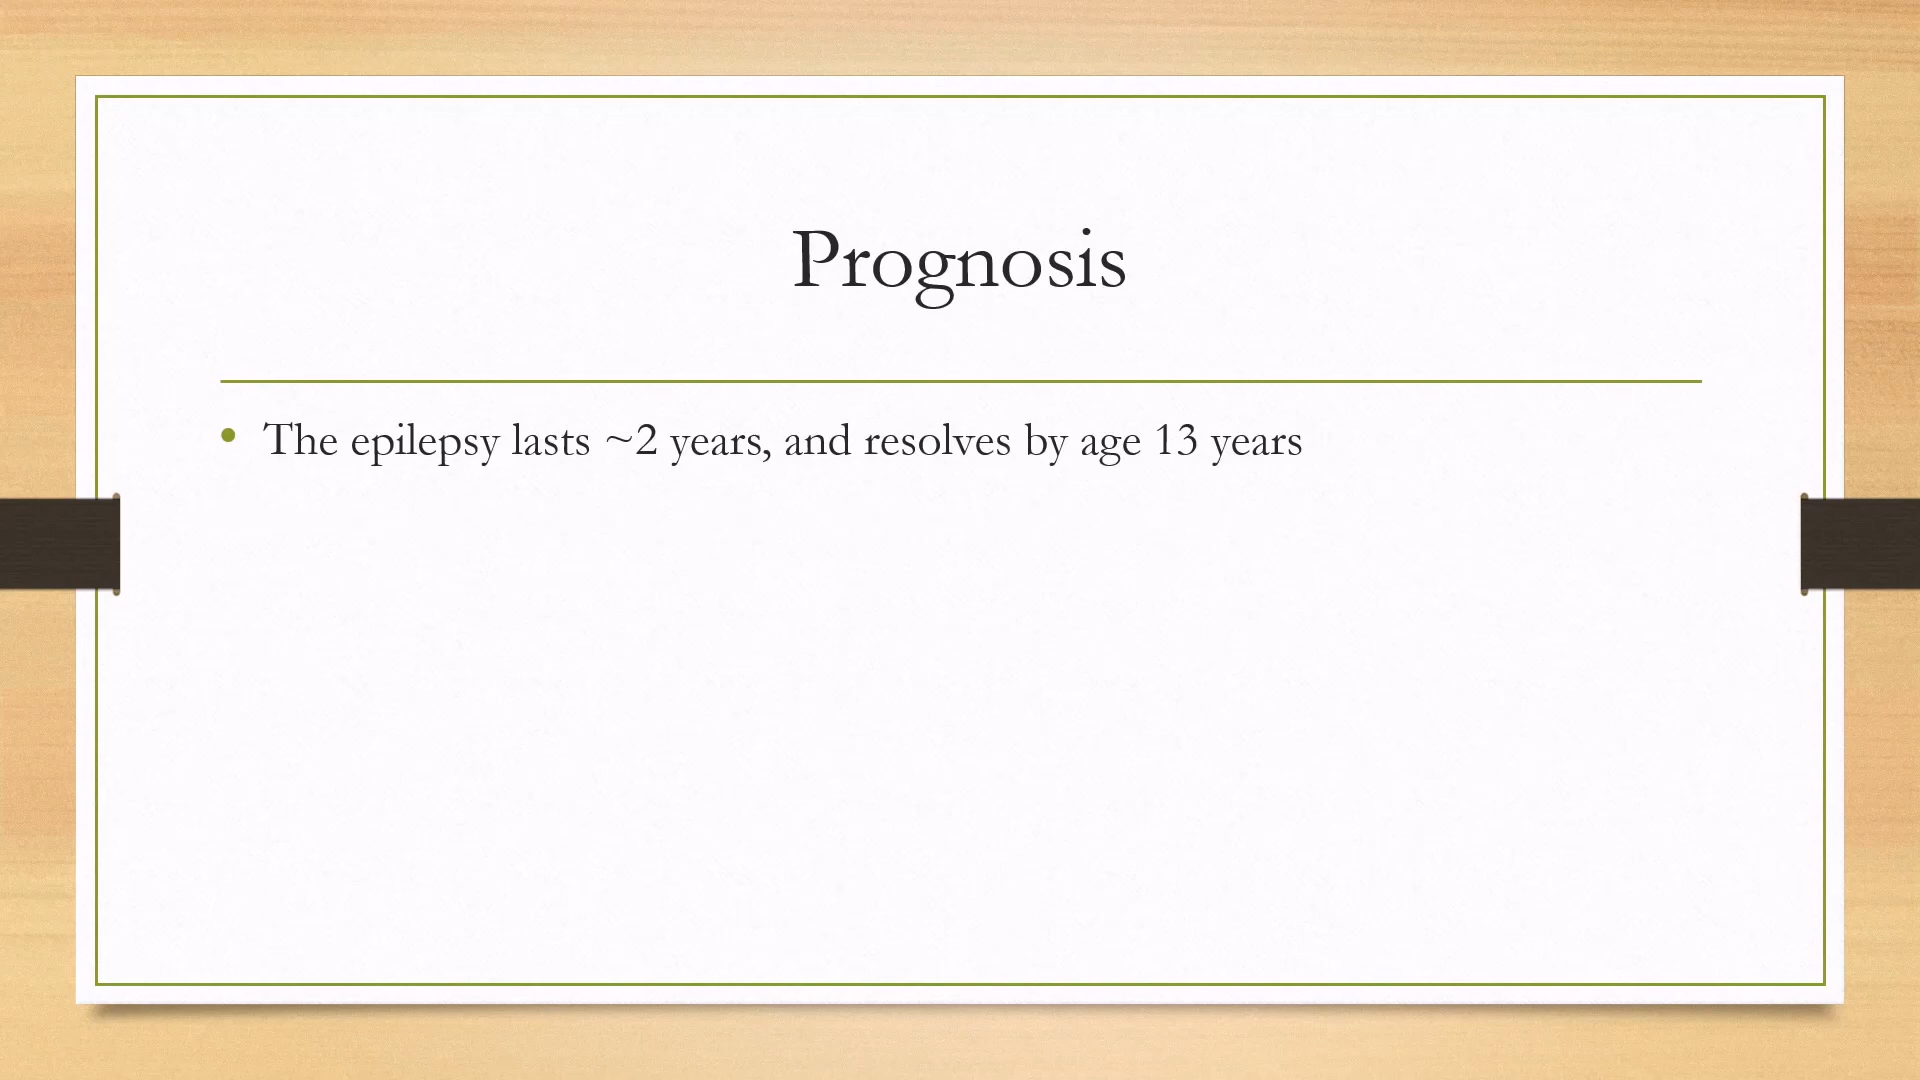 Prognosis
• The epilepsy lasts ~2 years, and resolves by age 13 years